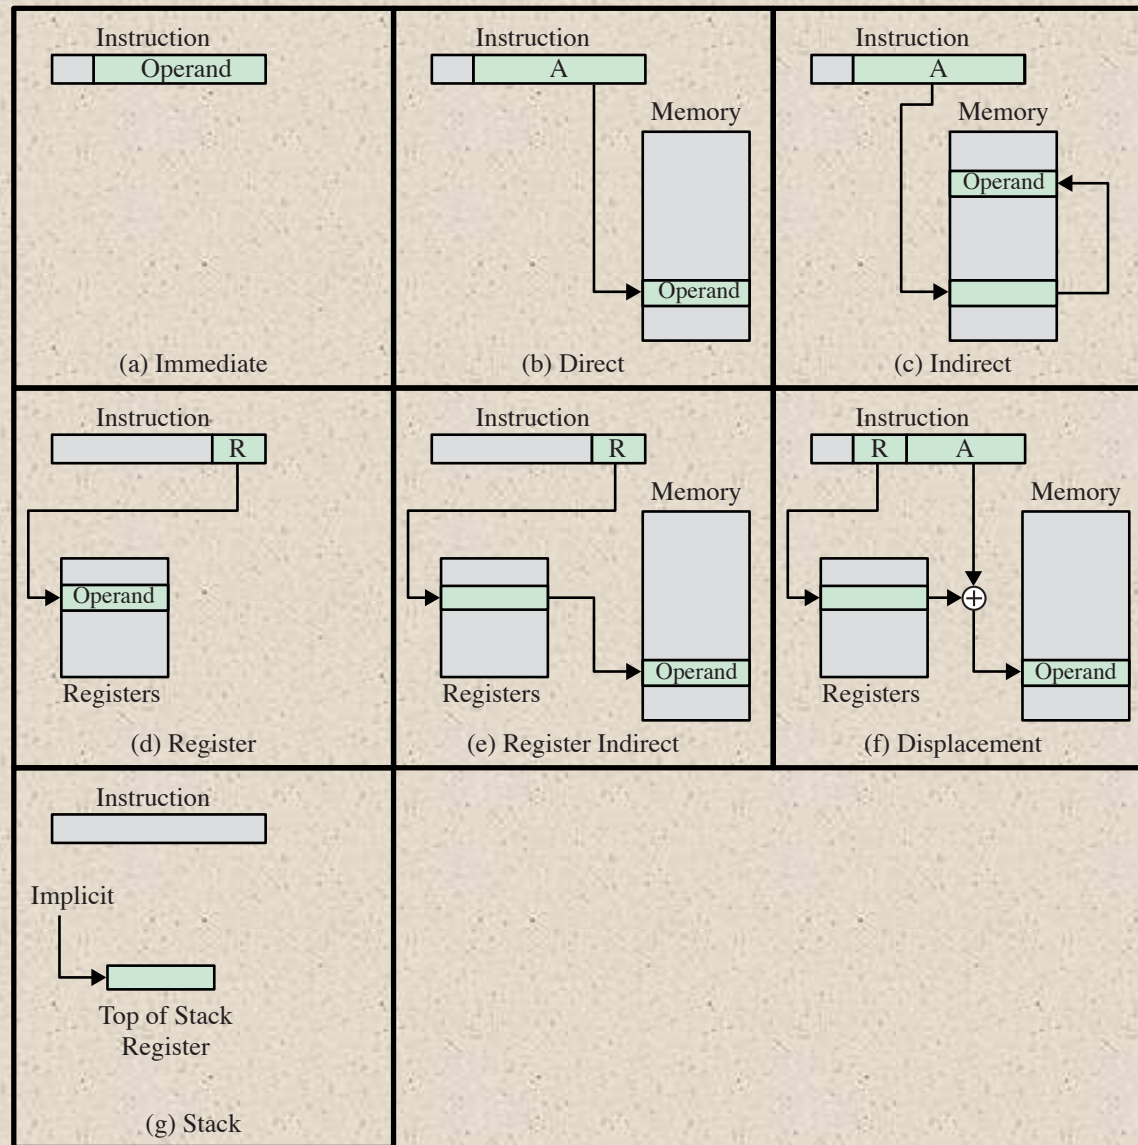 Instruction
Operand
(a) Immediate
Instruction
A
Memory
Operand
(b) Direct
Instruction
A
Memory
Operand
(c) Indirect
Instruction
R
Operand
Registers
(d) Register
Instruction
R
Memory
Operand
Registers
(e) Register Indirect
Instruction
R A
Memory
Operand
Registers
(f) Displacement
Instruction
Implicit
Top of Stack
Register
(g) Stack